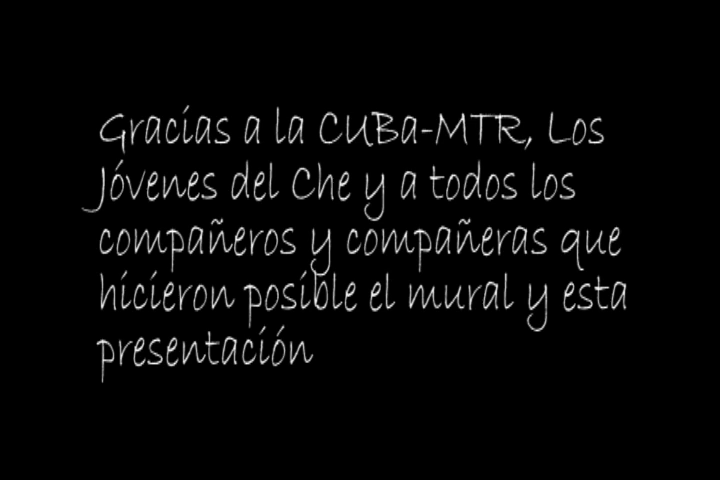 Gracias a la CUBa-MTR, Los
Jóvenes del Che y a todos los
compañeros y compañeras que
hicieron posible el mural y esta
presentación